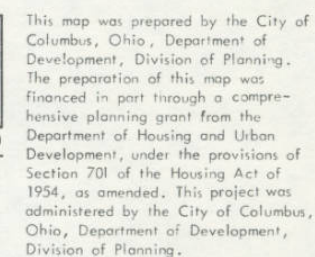 This map was prepared by the City of
Columbus, Ohio, Department of
Development, Division of Planning.
The preparation of this map was
financed in part through a compre-
hensive planning grant from the
Department of Housing and Urban
Development, under the provisions of
Section 701 of the Housing Act of
1954, as amended. This project was
administered by the City of Columbus,
Ohio, Department of Development,
Division of Planning.